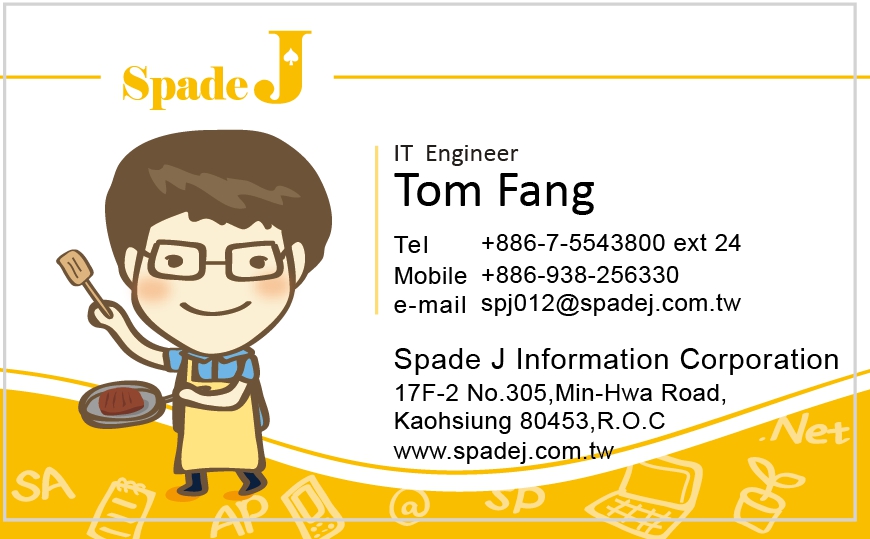 Spade J
IT Engineer
Tom Fang
Tel +886-7-5543800 ext 24
Mobile +886-938-256330
e-mail spj012@spadej.com.tw
Spade J Information Corporation
17F-2 No.305,Min-Hwa Road,
Kaohsiung 80453,R.O.C
www.spadej.com.tw
.Net
SA
AP
@
SD